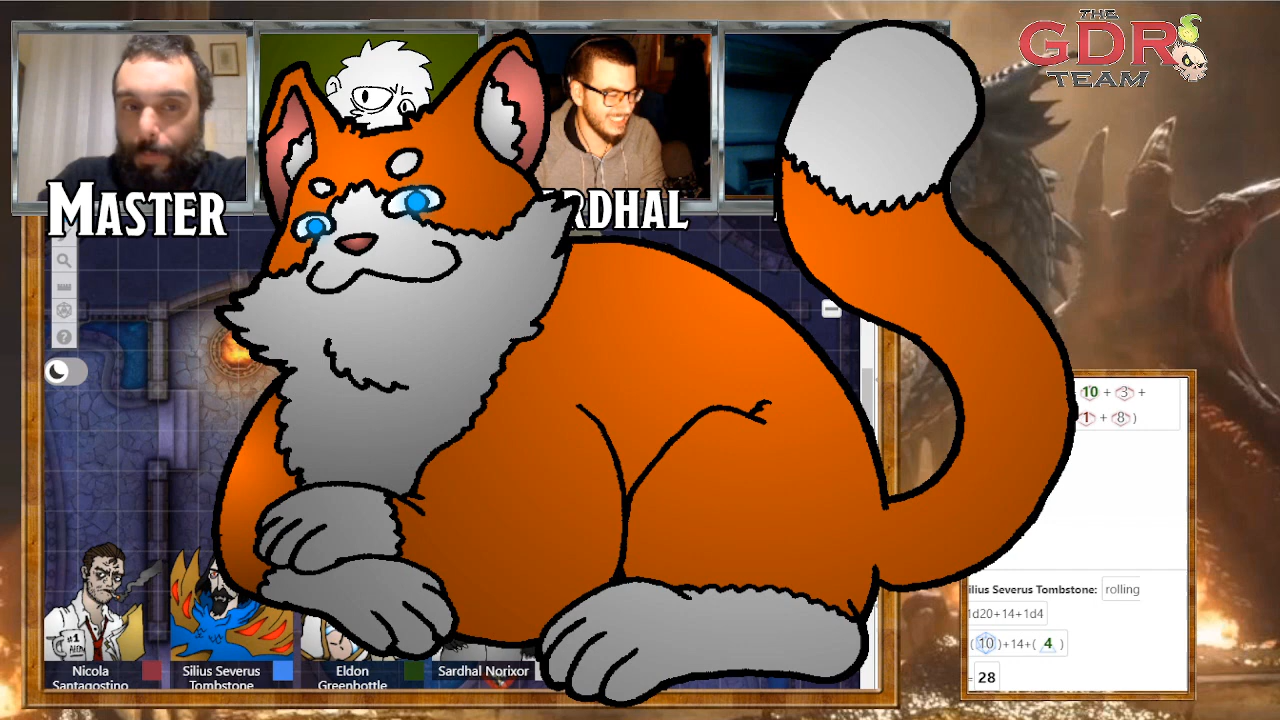 THE
GDR
TEAM
MASTER
RDHAL
10 + 3 +
1 + 8 )
ilius Severus Tombstone: rolling
1d20+14+1d4
( 10 )+14+( 4 )
= 28
#1
Nicola
Santagostino
Silius Severus
Tombstone
Eldon
Greenbottle
Sardhal Norixor